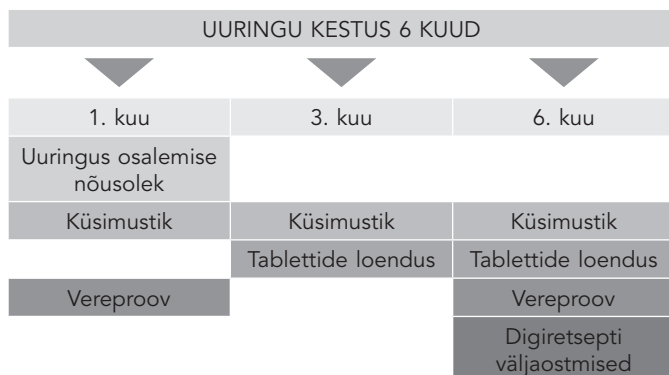 UURINGU KESTUS 6 KUUD
1. kuu 3. kuu 6. kuu
Uuringus osalemise
nõusolek
Küsimustik Küsimustik Küsimustik
Tablettide loendus Tablettide loendus
Vereproov Vereproov
Digiretsepti
väljaostmised